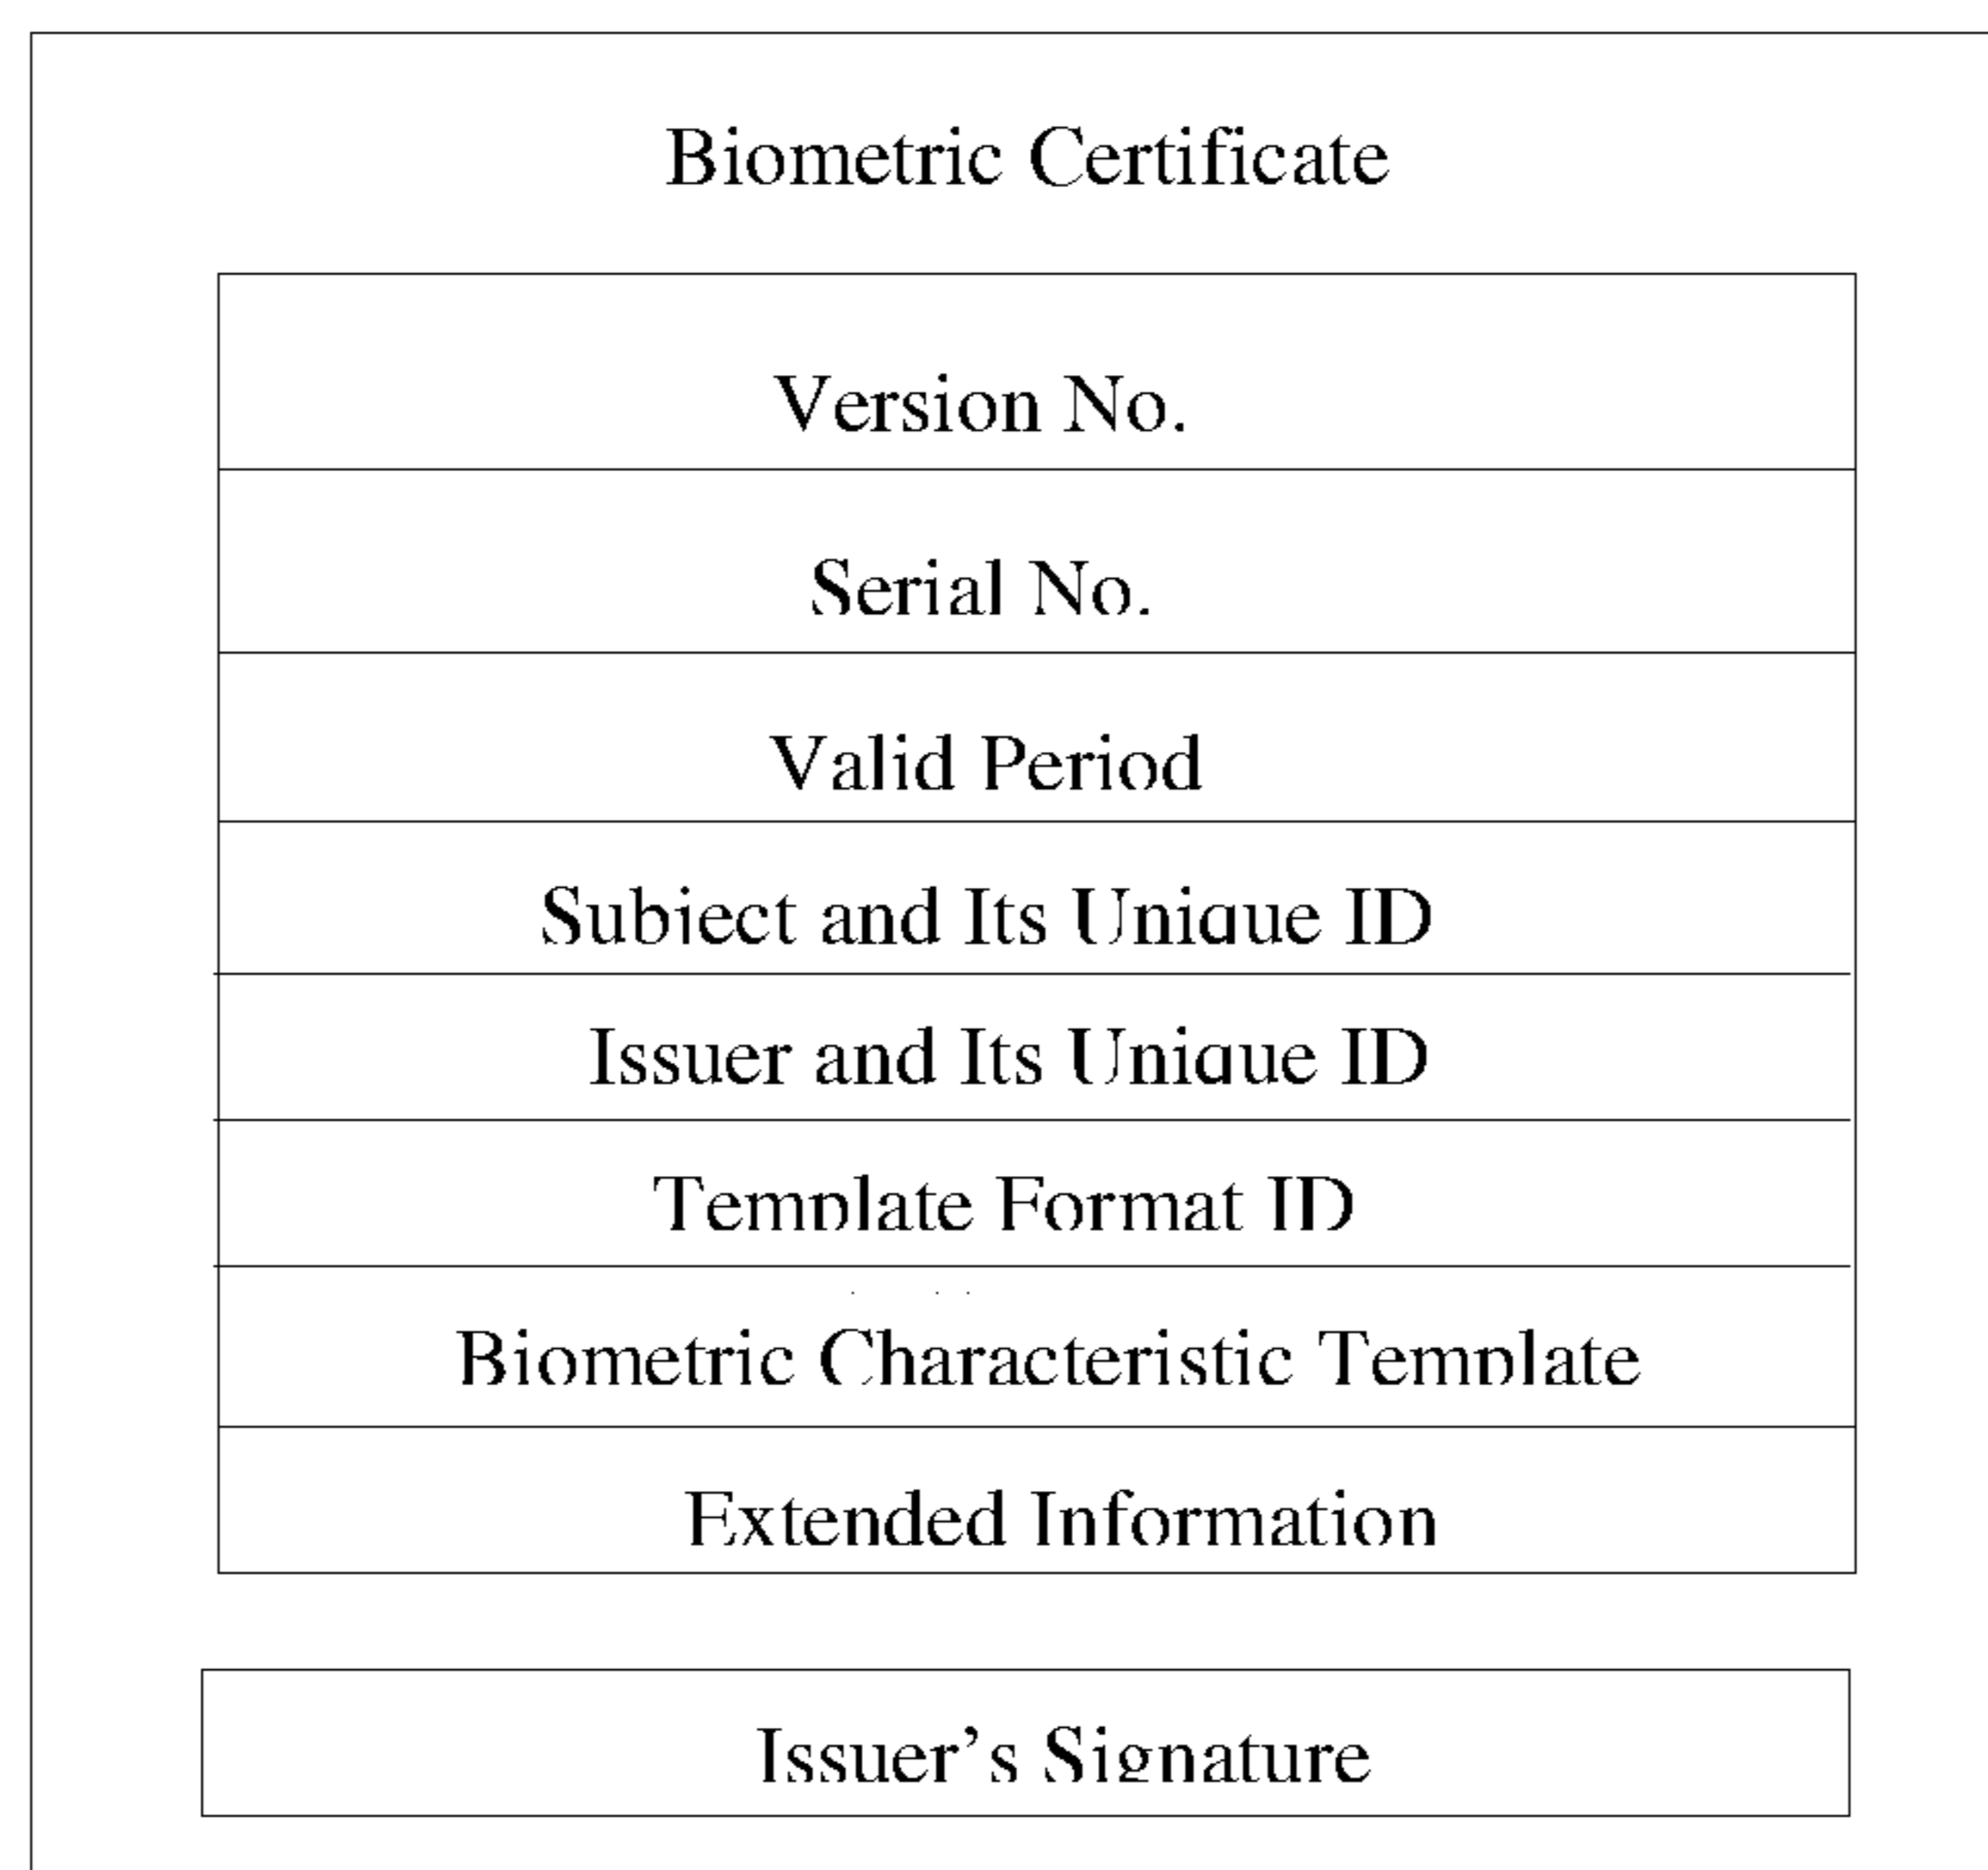 Biometric Certificate
Version No.
Serial No.
Valid Period
Subject and Its Unique ID
Issuer and Its Unique ID
Template Format ID
Biometric Characteristic Template
Extended Information
Issuer’s Signature